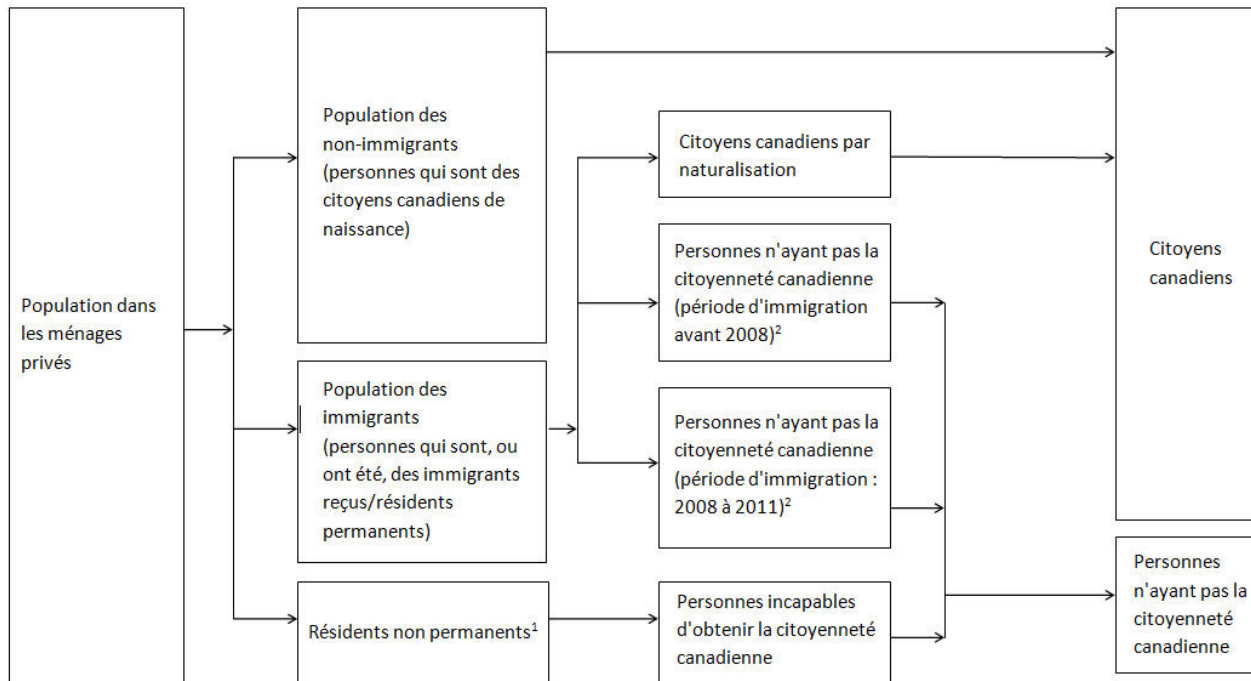 Population dans
les ménages
privés
Population des
non-immigrants
(personnes qui sont des
citoyens canadiens de
naissance)
Population des
immigrants
(personnes qui sont, ou
ont été, des immigrants
reçus/résidents
permanents)
Résidents non permanents¹
Citoyens canadiens par
naturalisation
Personnes n'ayant pas la
citoyenneté canadienne
(période d'immigration
avant 2008)²
Personnes n'ayant pas la
citoyenneté canadienne
(période d'immigration :
2008 à 2011)²
Personnes incapables
d'obtenir la citoyenneté
canadienne
Citoyens
canadiens
Personnes
n'ayant pas la
citoyenneté
canadienne